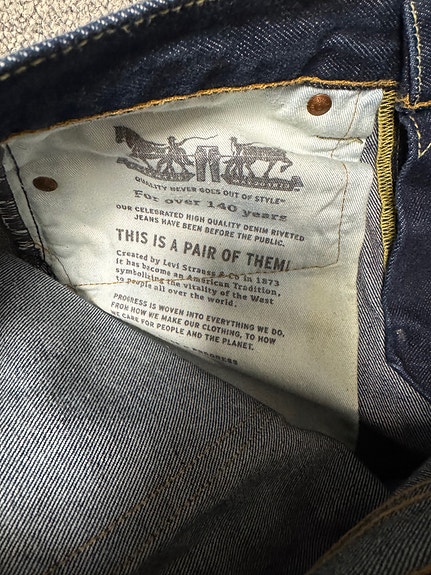 QUALITY NEVER GOES OUT OF STYLE™
For over 140 years
OUR CELEBRATED HIGH QUALITY DENIM RIVETED
JEANS HAVE BEEN BEFORE THE PUBLIC.
THIS IS A PAIR OF THEM!
Created by Levi Strauss & Co in 1873
it has become an American Tradition,
symbolizing the vitality of the West
to people all over the world.
PROGRESS IS WOVEN INTO EVERYTHING WE DO,
FROM HOW WE MAKE OUR CLOTHING, TO HOW
WE CARE FOR PEOPLE AND THE PLANET.
PROGRESS